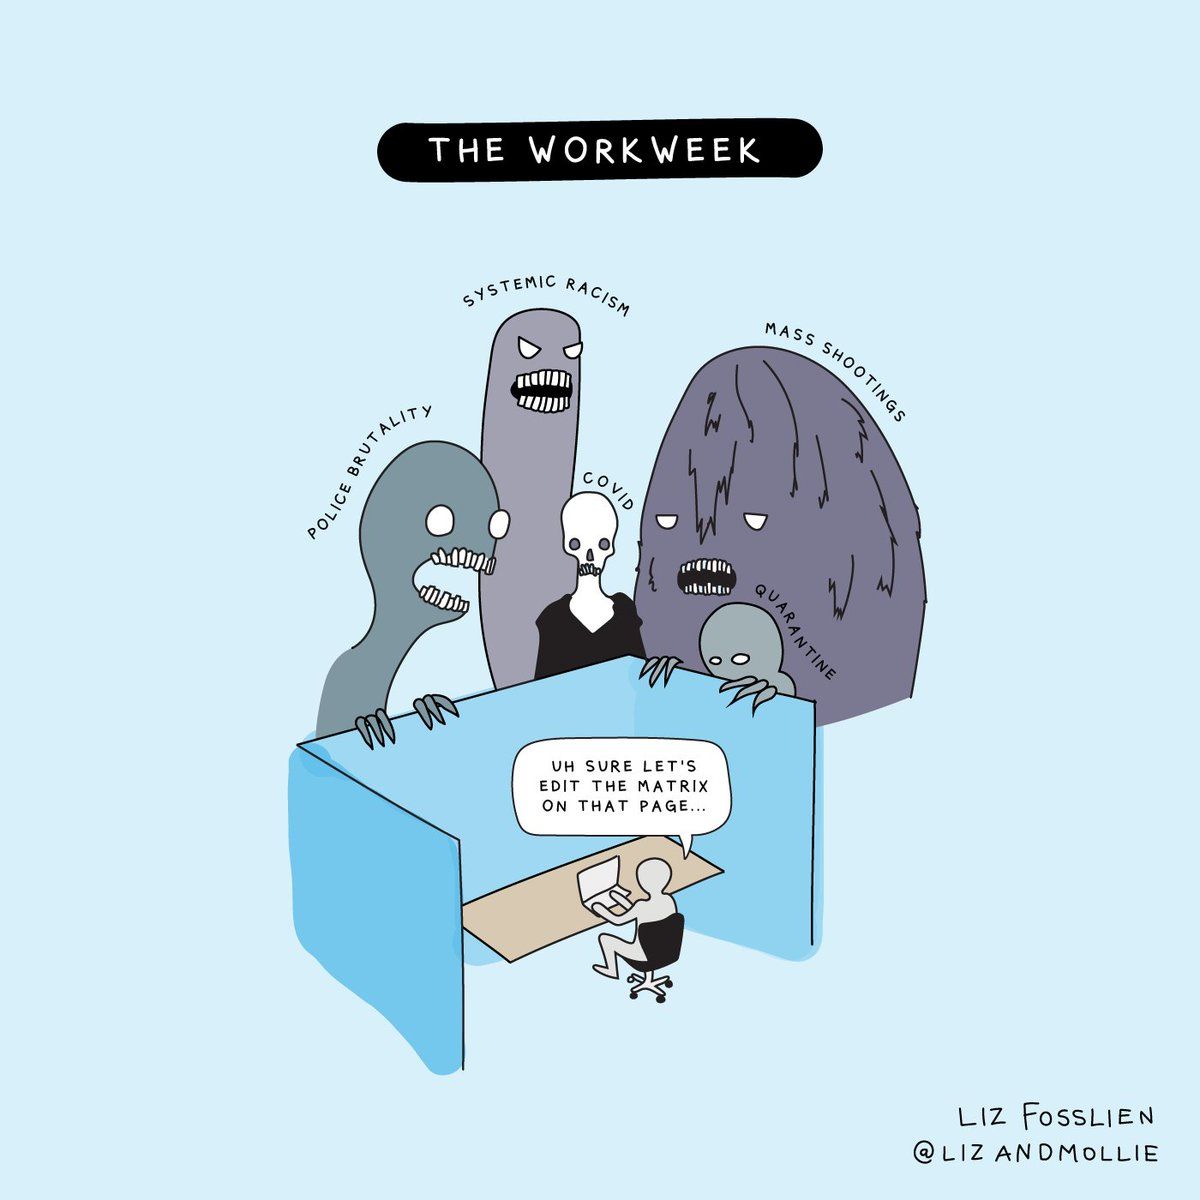 THE WORKWEEK
SYSTEMIC RACISM
MASS SHOOTINGS
POLICE BRUTALITY
COVID
QUARANTINE
UH SURE LET'S
EDIT THE MATRIX
ON THAT PAGE...
LIZ FOSSLIEN
@LIZANDMOLLIE